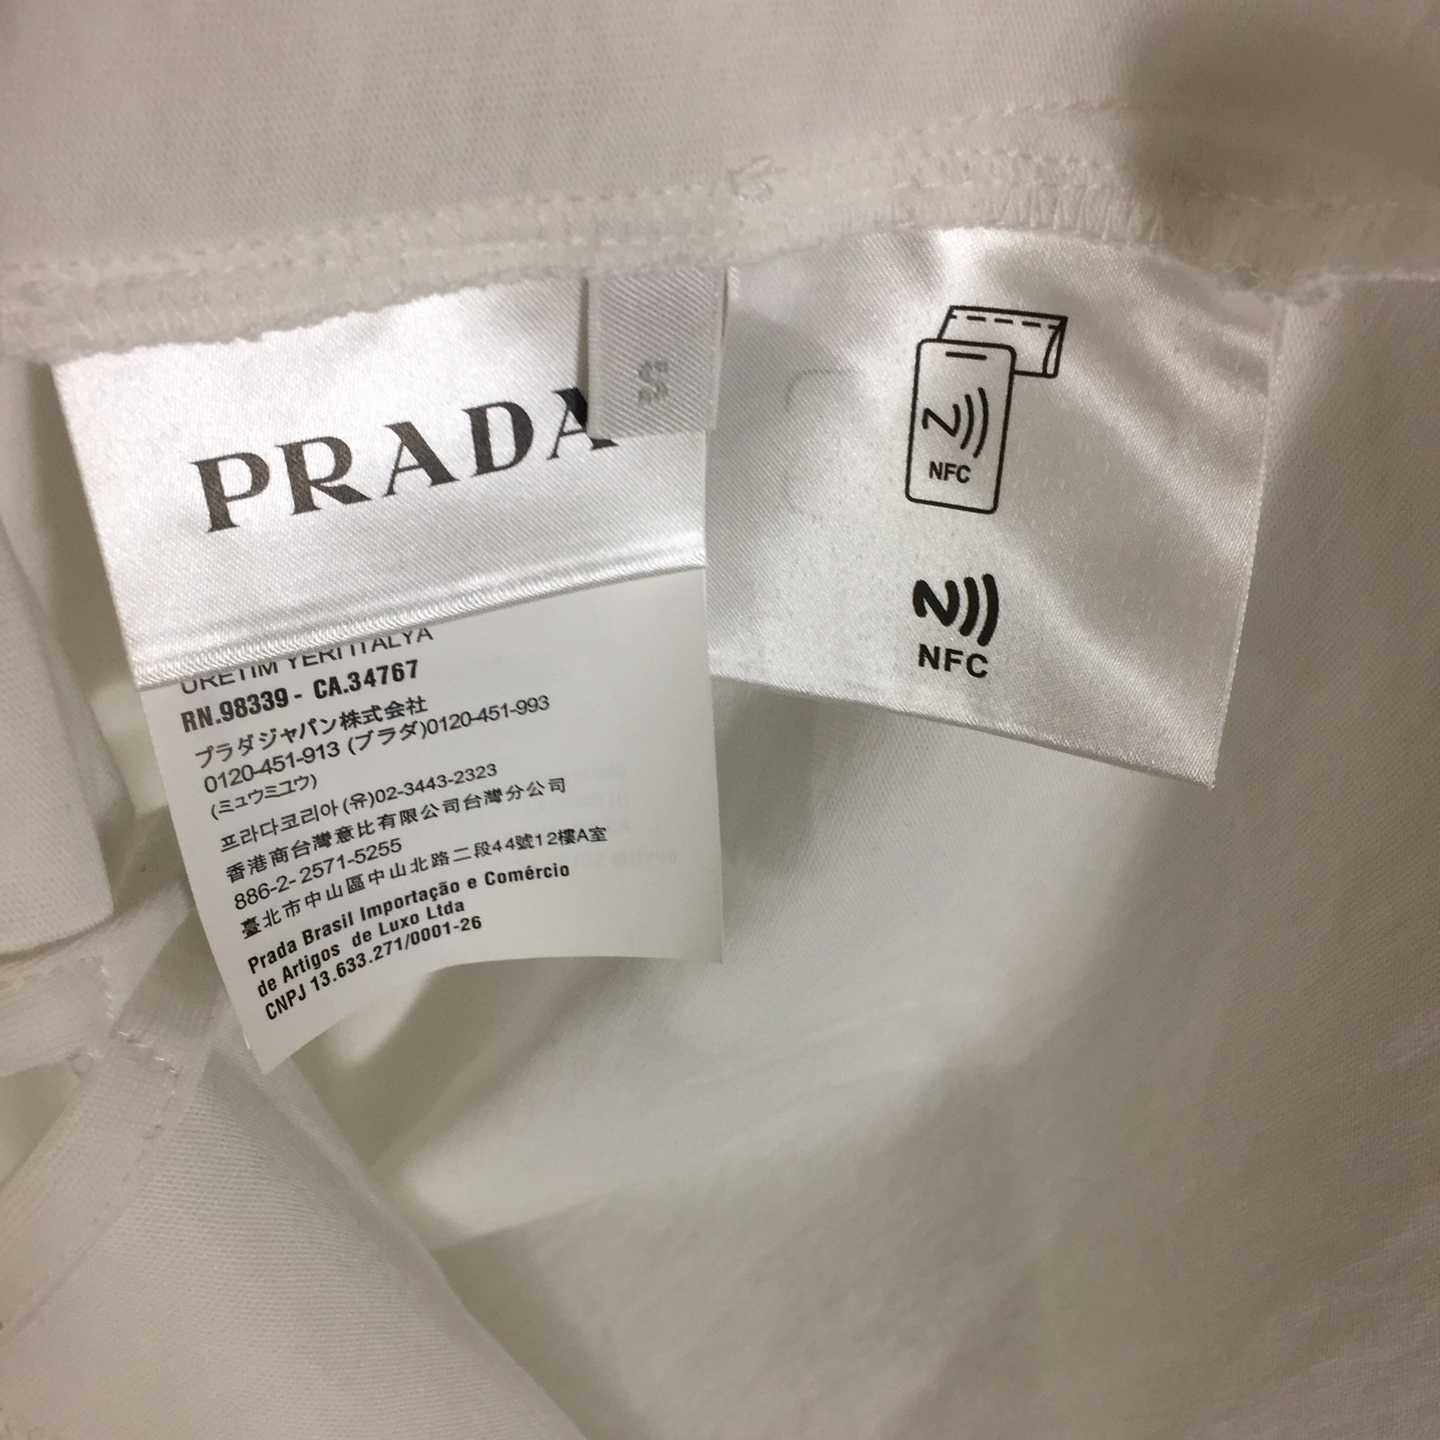 PRADA
ÜRETİM YERİ İTALYA
RN.98339 - CA.34767
プラダジャパン株式会社
0120-451-913 (プラダ)0120-451-993
(ミュウミュウ)
프라다코리아(유)02-3443-2323
香港商台灣意比有限公司台灣分公司
886-2- 2571-5255
臺北市中山區中山北路二段44號12樓A室
Prada Brasil Importação e Comércio
de Artigos de Luxo Ltda
CNPJ 13.633.271/0001-26
NFC
NFC